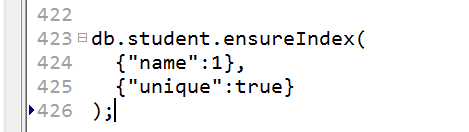 422
423 db.student.ensureIndex(
424 {"name":1},
425 {"unique":true}
426 );